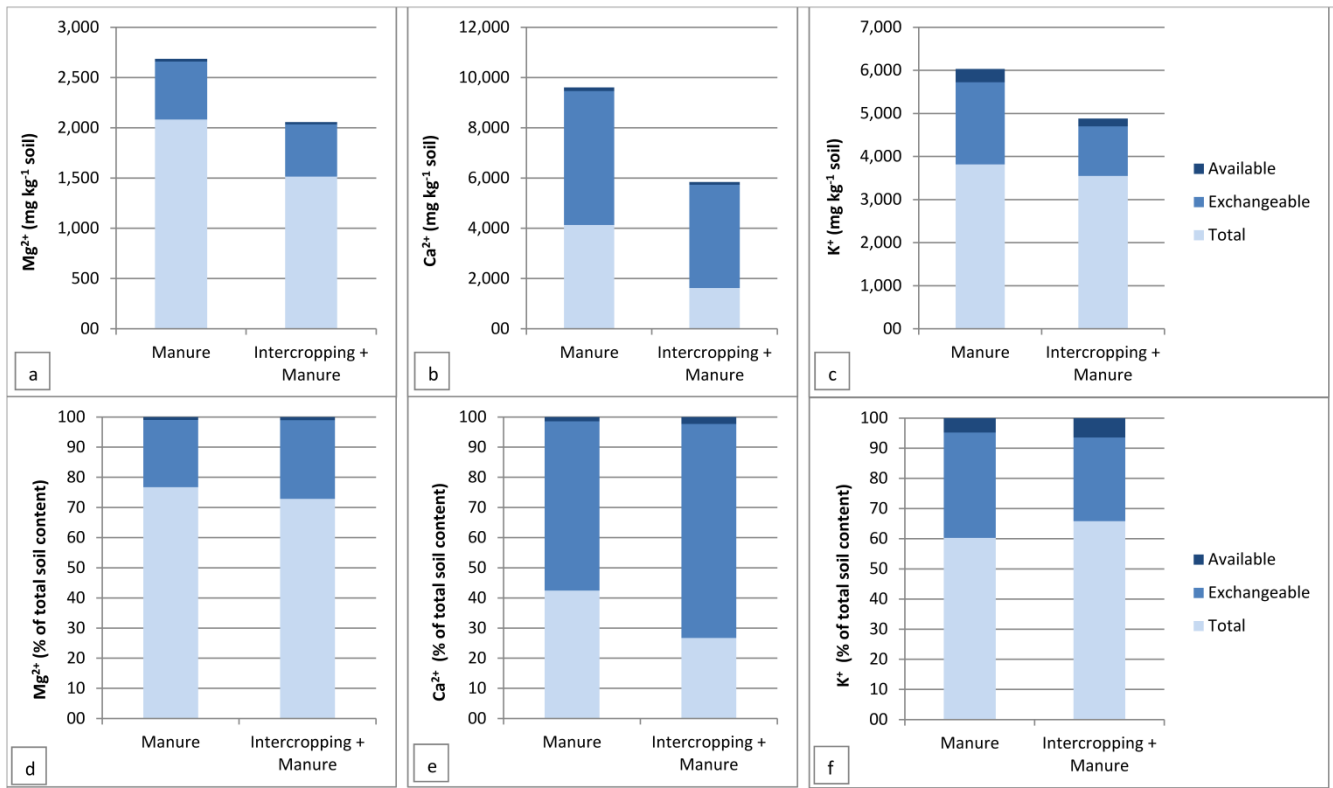 3,000
2,500
2,000
1,500
1,000
500
00
Mg²⁺ (mg kg⁻¹ soil)
Manure
Intercropping +
Manure
a
12,000
10,000
8,000
6,000
4,000
2,000
00
Ca²⁺ (mg kg⁻¹ soil)
Manure
Intercropping +
Manure
b
7,000
6,000
5,000
4,000
3,000
2,000
1,000
00
K⁺ (mg kg⁻¹ soil)
Manure
Intercropping +
Manure
c
Available
Exchangeable
Total
100
90
80
70
60
50
40
30
20
10
00
Mg²⁺ (% of total soil content)
Manure
Intercropping +
Manure
d
100
90
80
70
60
50
40
30
20
10
00
Ca²⁺ (% of total soil content)
Manure
Intercropping +
Manure
e
100
90
80
70
60
50
40
30
20
10
00
K⁺ (% of total soil content)
Manure
Intercropping +
Manure
f
Available
Exchangeable
Total